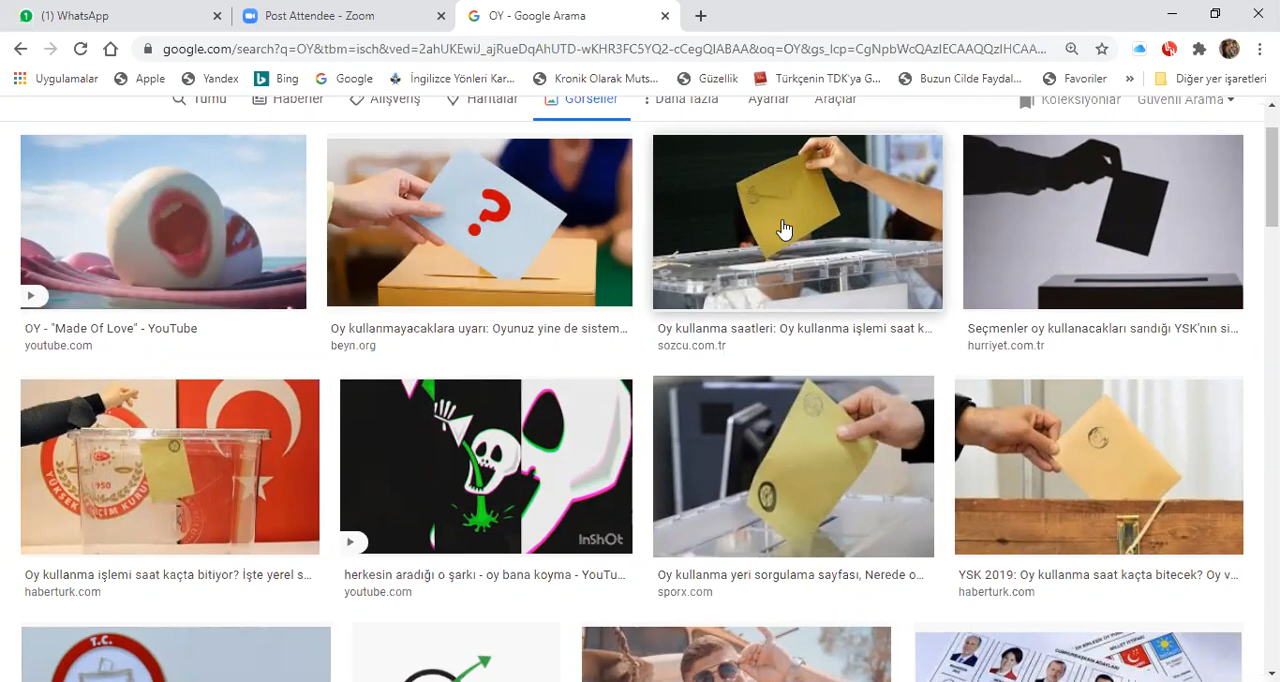 (1) WhatsApp
Post Attendee - Zoom
OY - Google Arama
google.com/search?q=OY&tbm=isch&ved=2ahUKEwiJ_ajRueDqAhUTD-wKHR3FC5YQ2-cCegQIABAA&oq=OY&gs_lcp=CgNpbWcQAzIECAAQQzIHCAA...
Uygulamalar
Apple
Yandex
Bing
Google
İngilizce Yönleri Kar...
Kronik Olarak Muts...
Güzellik
Türkçenin TDK'ya G...
Buzun Cilde Faydal...
Favoriler
»
Diğer yer işaretleri
Tümü
Haberler
Alışveriş
Haritalar
Görseller
Daha fazla
Ayarlar
Araçlar
Koleksiyonlar
Güvenli Arama
?
OY - "Made Of Love" - YouTube
youtube.com
Oy kullanmayacaklara uyarı: Oyunuz yine de sistem...
beyn.org
Oy kullanma saatleri: Oy kullanma işlemi saat k...
sozcu.com.tr
Seçmenler oy kullanacakları sandığı YSK'nın si...
hurriyet.com.tr
1950
InShOt
Oy kullanma işlemi saat kaçta bitiyor? İşte yerel s...
haberturk.com
herkesin aradığı o şarkı - oy bana koyma - YouTu...
youtube.com
Oy kullanma yeri sorgulama sayfası, Nerede o...
sporx.com
YSK 2019: Oy kullanma saat kaçta bitecek? Oy v...
haberturk.com
T.C.